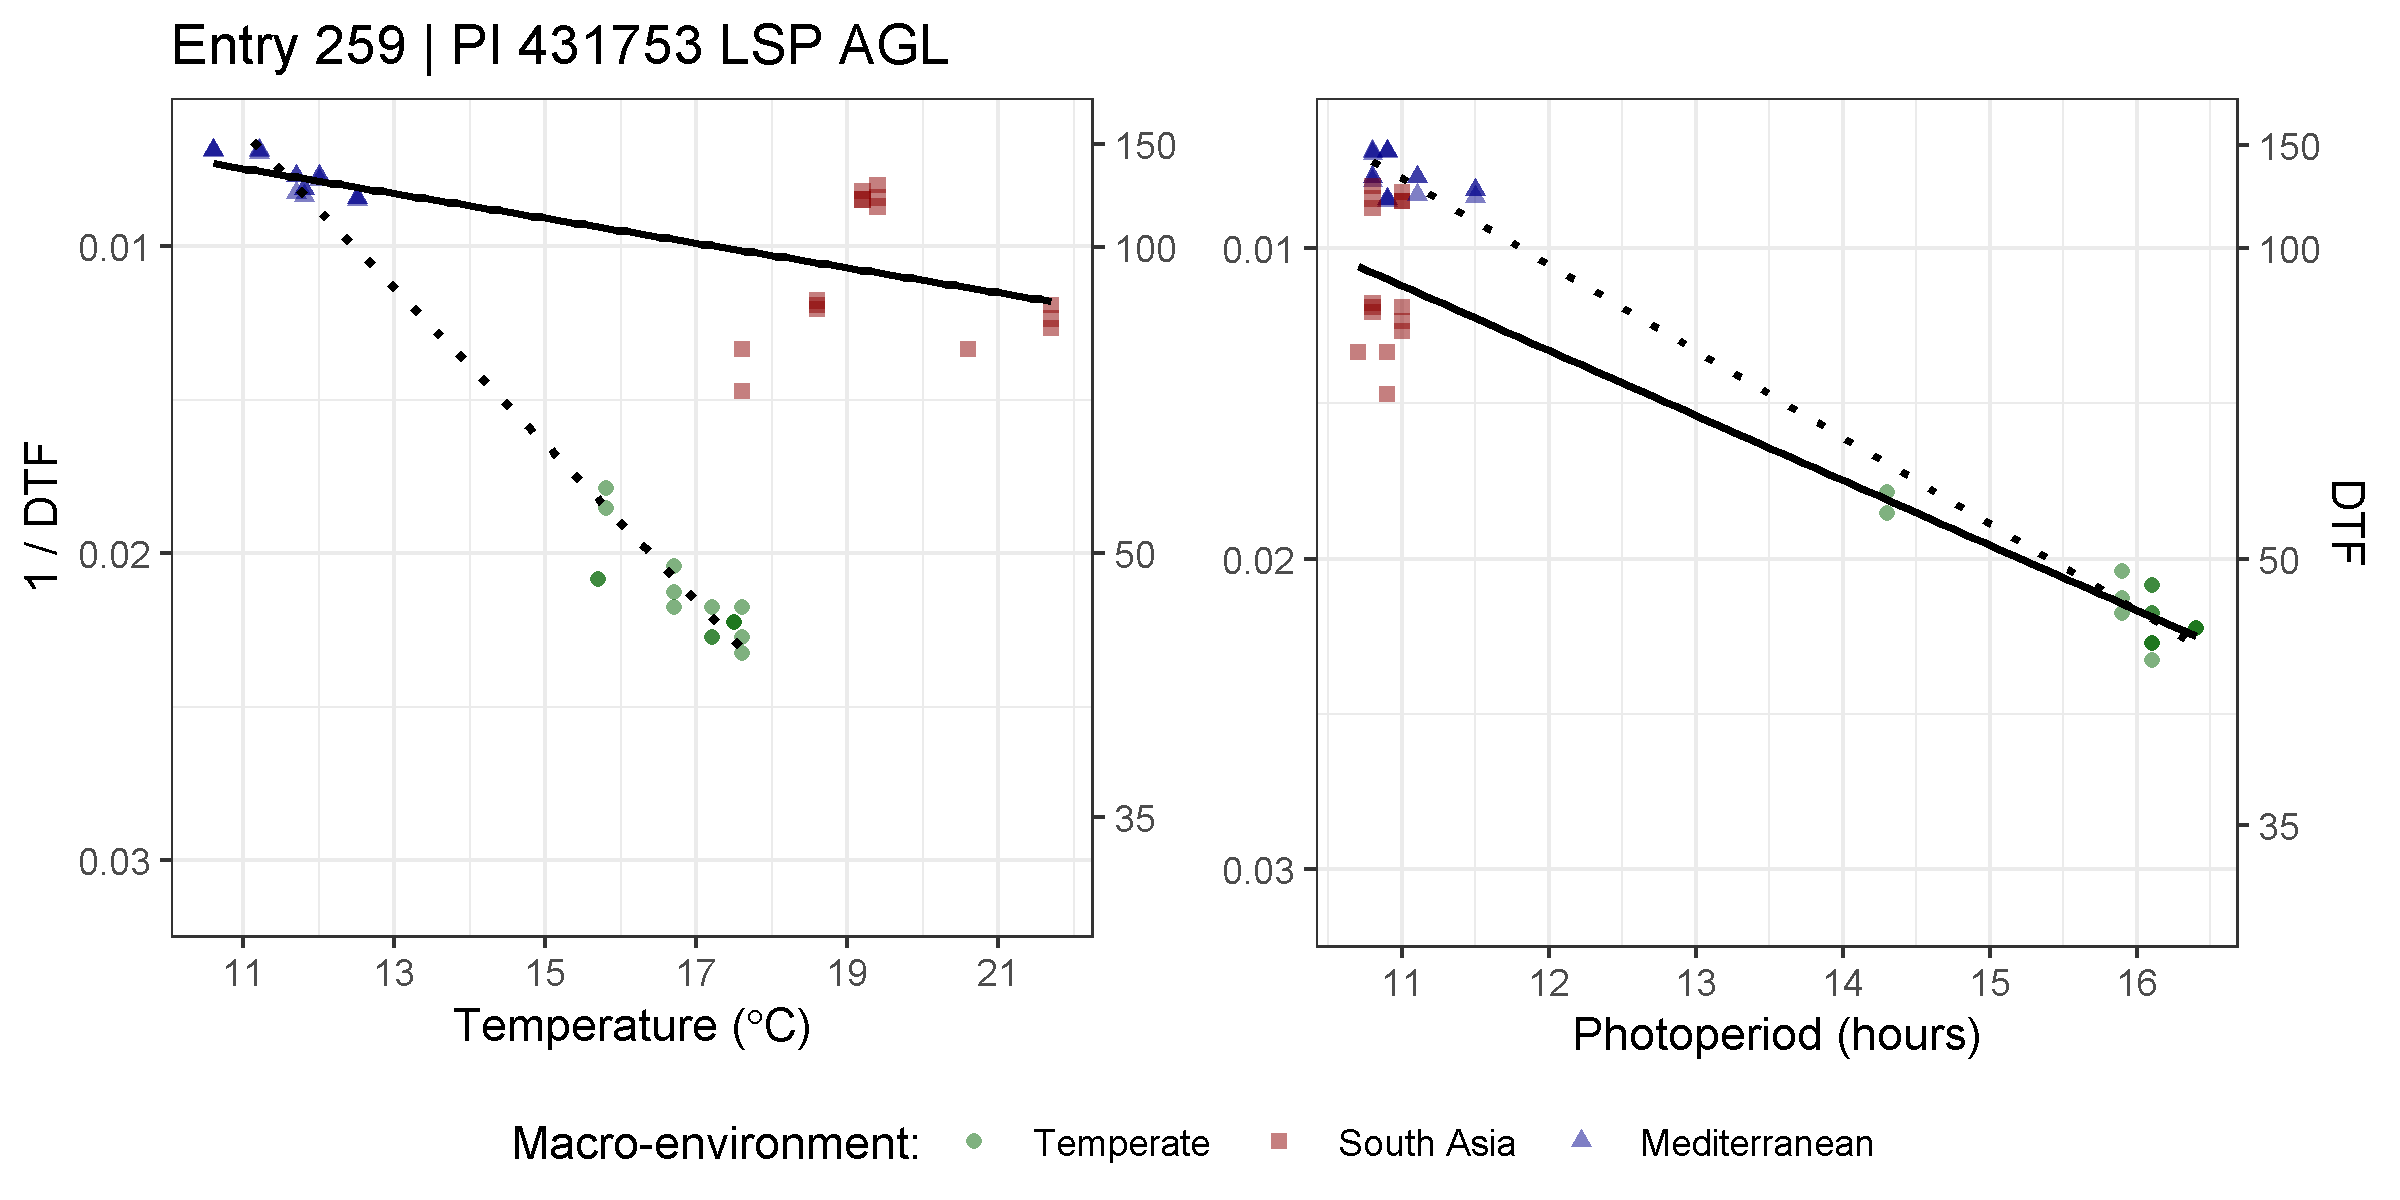 Entry 259 | PI 431753 LSP AGL
1 / DTF
0.01
0.02
0.03
150
100
50
35
11 13 15 17 19 21
Temperature (°C)
0.01
0.02
0.03
150
100
50
35
DTF
11 12 13 14 15 16
Photoperiod (hours)
Macro-environment: Temperate South Asia Mediterranean